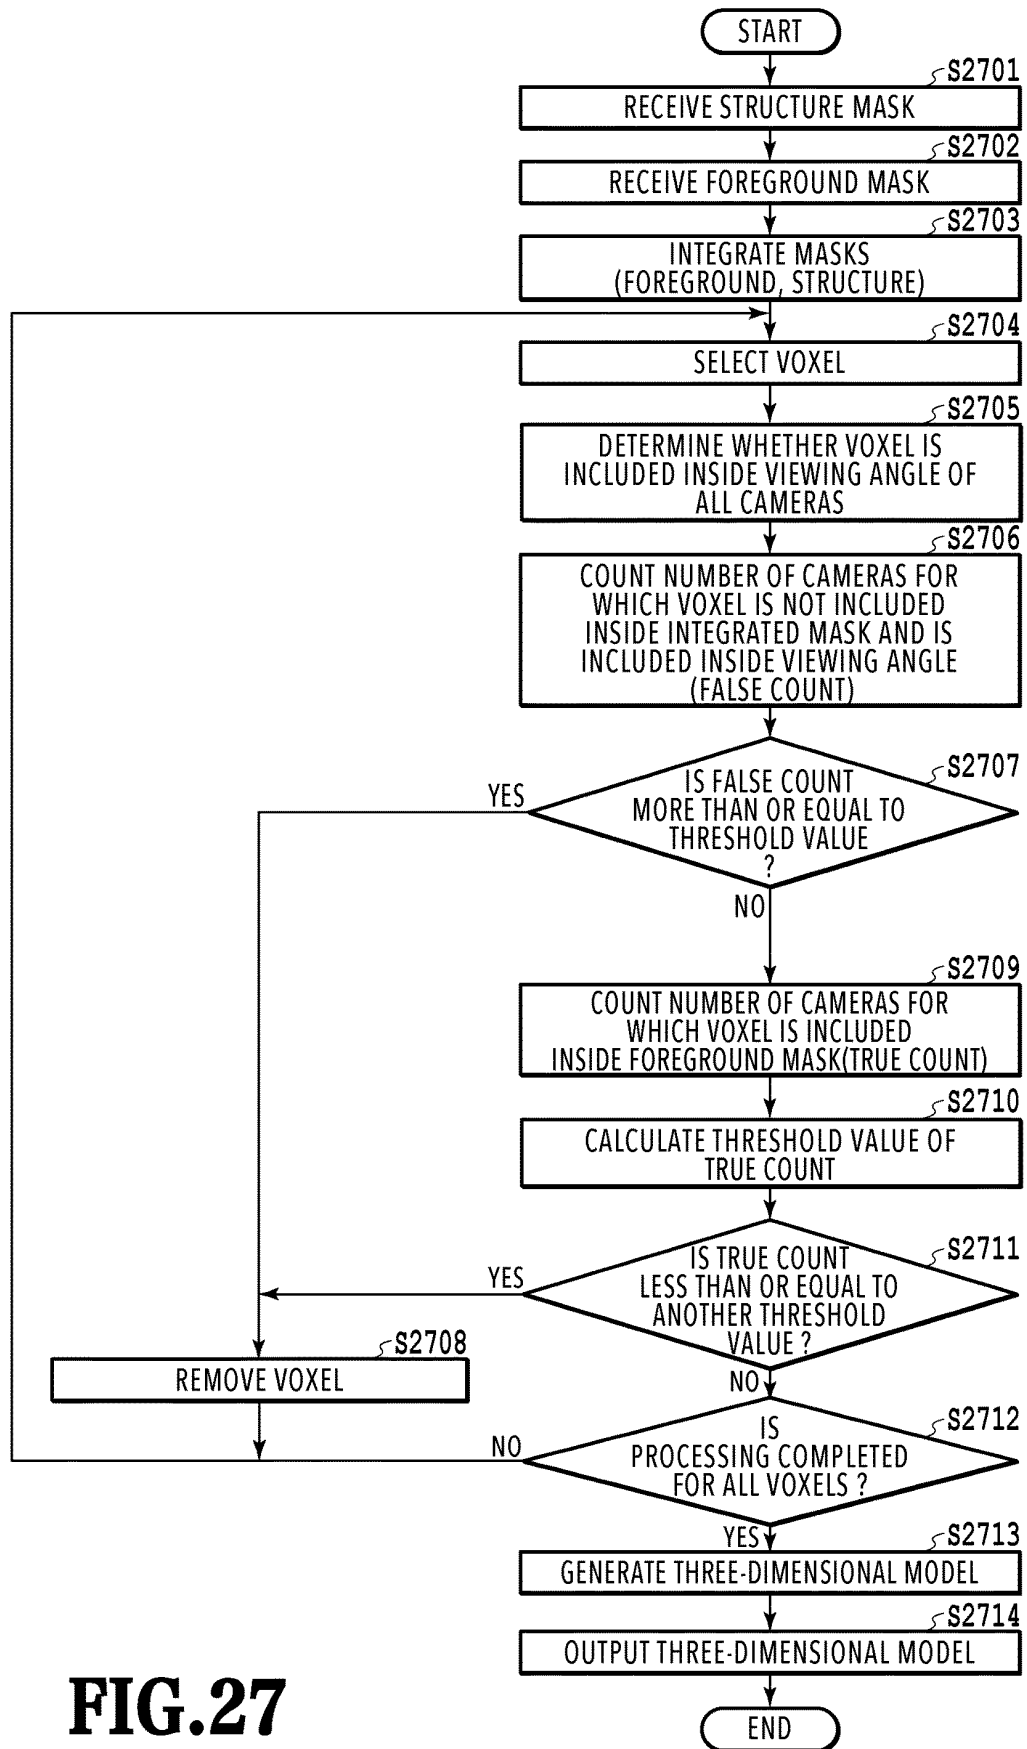 START
S2701
RECEIVE STRUCTURE MASK
S2702
RECEIVE FOREGROUND MASK
S2703
INTEGRATE MASKS
(FOREGROUND, STRUCTURE)
S2704
SELECT VOXEL
S2705
DETERMINE WHETHER VOXEL IS
INCLUDED INSIDE VIEWING ANGLE OF
ALL CAMERAS
S2706
COUNT NUMBER OF CAMERAS FOR
WHICH VOXEL IS NOT INCLUDED
INSIDE INTEGRATED MASK AND IS
INCLUDED INSIDE VIEWING ANGLE
(FALSE COUNT)
S2707
IS FALSE COUNT
MORE THAN OR EQUAL TO
THRESHOLD VALUE
?
YES
NO
S2709
COUNT NUMBER OF CAMERAS FOR
WHICH VOXEL IS INCLUDED
INSIDE FOREGROUND MASK(TRUE COUNT)
S2710
CALCULATE THRESHOLD VALUE OF
TRUE COUNT
S2711
IS TRUE COUNT
LESS THAN OR EQUAL TO
ANOTHER THRESHOLD
VALUE ?
YES
NO
S2708
REMOVE VOXEL
S2712
IS
PROCESSING COMPLETED
FOR ALL VOXELS ?
NO
YES
S2713
GENERATE THREE-DIMENSIONAL MODEL
S2714
OUTPUT THREE-DIMENSIONAL MODEL
END
FIG.27